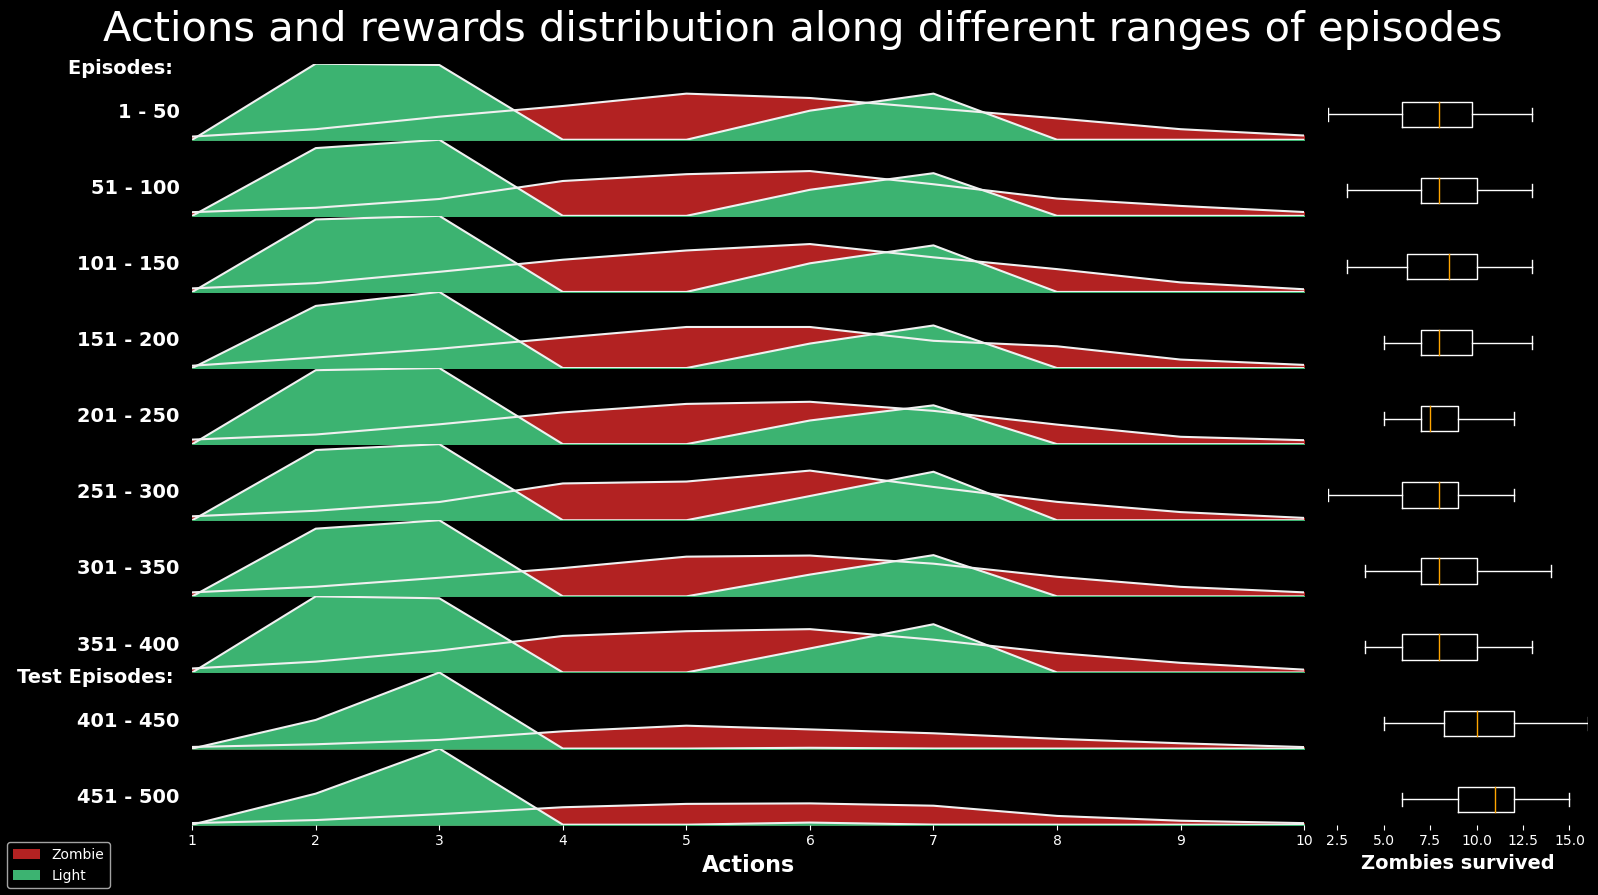 Actions and rewards distribution along different ranges of episodes
Episodes:
1 - 50
51 - 100
101 - 150
151 - 200
201 - 250
251 - 300
301 - 350
351 - 400
Test Episodes:
401 - 450
451 - 500
1 2 3 4 5 6 7 8 9 10
2.5 5.0 7.5 10.0 12.5 15.0
Actions
Zombies survived
Zombie
Light